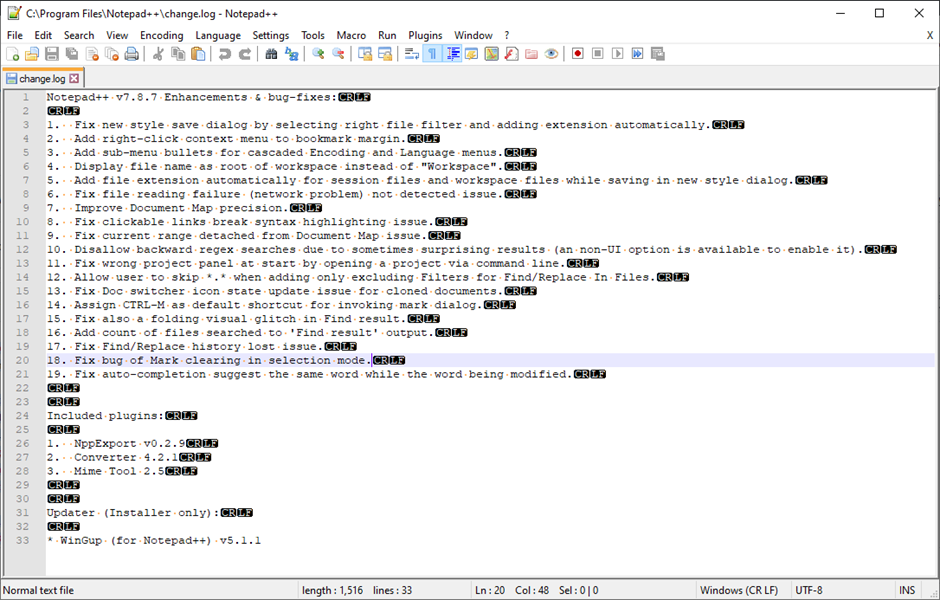 C:\Program Files\Notepad++\change.log - Notepad++
File Edit Search View Encoding Language Settings Tools Macro Run Plugins Window ? X
change.log
1 Notepad++ v7.8.7 Enhancements & bug-fixes:CRLF
2 CRLF
3 1. Fix new style save dialog by selecting right file filter and adding extension automatically.CRLF
4 2. Add right-click context menu to bookmark margin.CRLF
5 3. Add sub-menu bullets for cascaded Encoding and Language menus.CRLF
6 4. Display file name as root of workspace instead of "Workspace".CRLF
7 5. Add file extension automatically for session files and workspace files while saving in new style dialog.CRLF
8 6. Fix file reading failure (network problem) not detected issue.CRLF
9 7. Improve Document Map precision.CRLF
10 8. Fix clickable links break syntax highlighting issue.CRLF
11 9. Fix current range detached from Document Map issue.CRLF
12 10. Disallow backward regex searches due to sometimes surprising results (an non-UI option is available to enable it).CRLF
13 11. Fix wrong project panel at start by opening a project via command line.CRLF
14 12. Allow user to skip *.* when adding only excluding Filters for Find/Replace In Files.CRLF
15 13. Fix Doc switcher icon state update issue for cloned documents.CRLF
16 14. Assign CTRL-M as default shortcut for invoking mark dialog.CRLF
17 15. Fix also a folding visual glitch in Find result.CRLF
18 16. Add count of files searched to 'Find result' output.CRLF
19 17. Fix Find/Replace history lost issue.CRLF
20 18. Fix bug of Mark clearing in selection mode.CRLF
21 19. Fix auto-completion suggest the same word while the word being modified.CRLF
22 CRLF
23 CRLF
24 Included plugins:CRLF
25 CRLF
26 1. NppExport v0.2.9CRLF
27 2. Converter 4.2.1CRLF
28 3. Mime Tool 2.5CRLF
29 CRLF
30 CRLF
31 Updater (Installer only):CRLF
32 CRLF
33 * WinGup (for Notepad++) v5.1.1
Normal text file length : 1,516 lines : 33 Ln : 20 Col : 48 Sel : 0 | 0 Windows (CR LF) UTF-8 INS